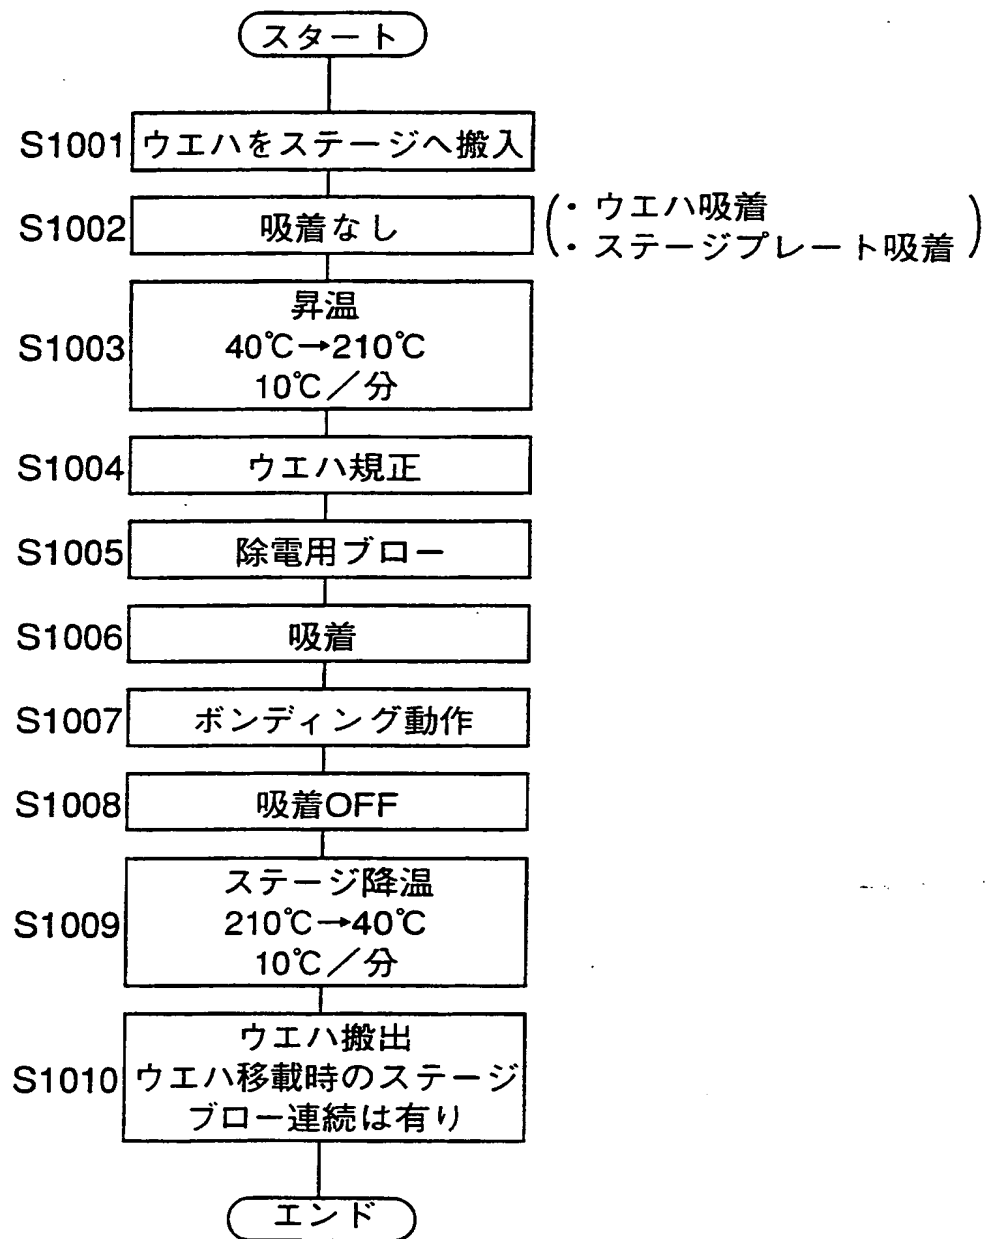 スタート
S1001 ウエハをステージへ搬入
S1002 吸着なし (・ウエハ吸着
・ステージプレート吸着)
S1003 昇温
40℃→210℃
10℃／分
S1004 ウエハ規正
S1005 除電用ブロー
S1006 吸着
S1007 ボンディング動作
S1008 吸着OFF
S1009 ステージ降温
210℃→40℃
10℃／分
S1010 ウエハ搬出
ウエハ移載時のステージ
ブロー連続は有り
エンド